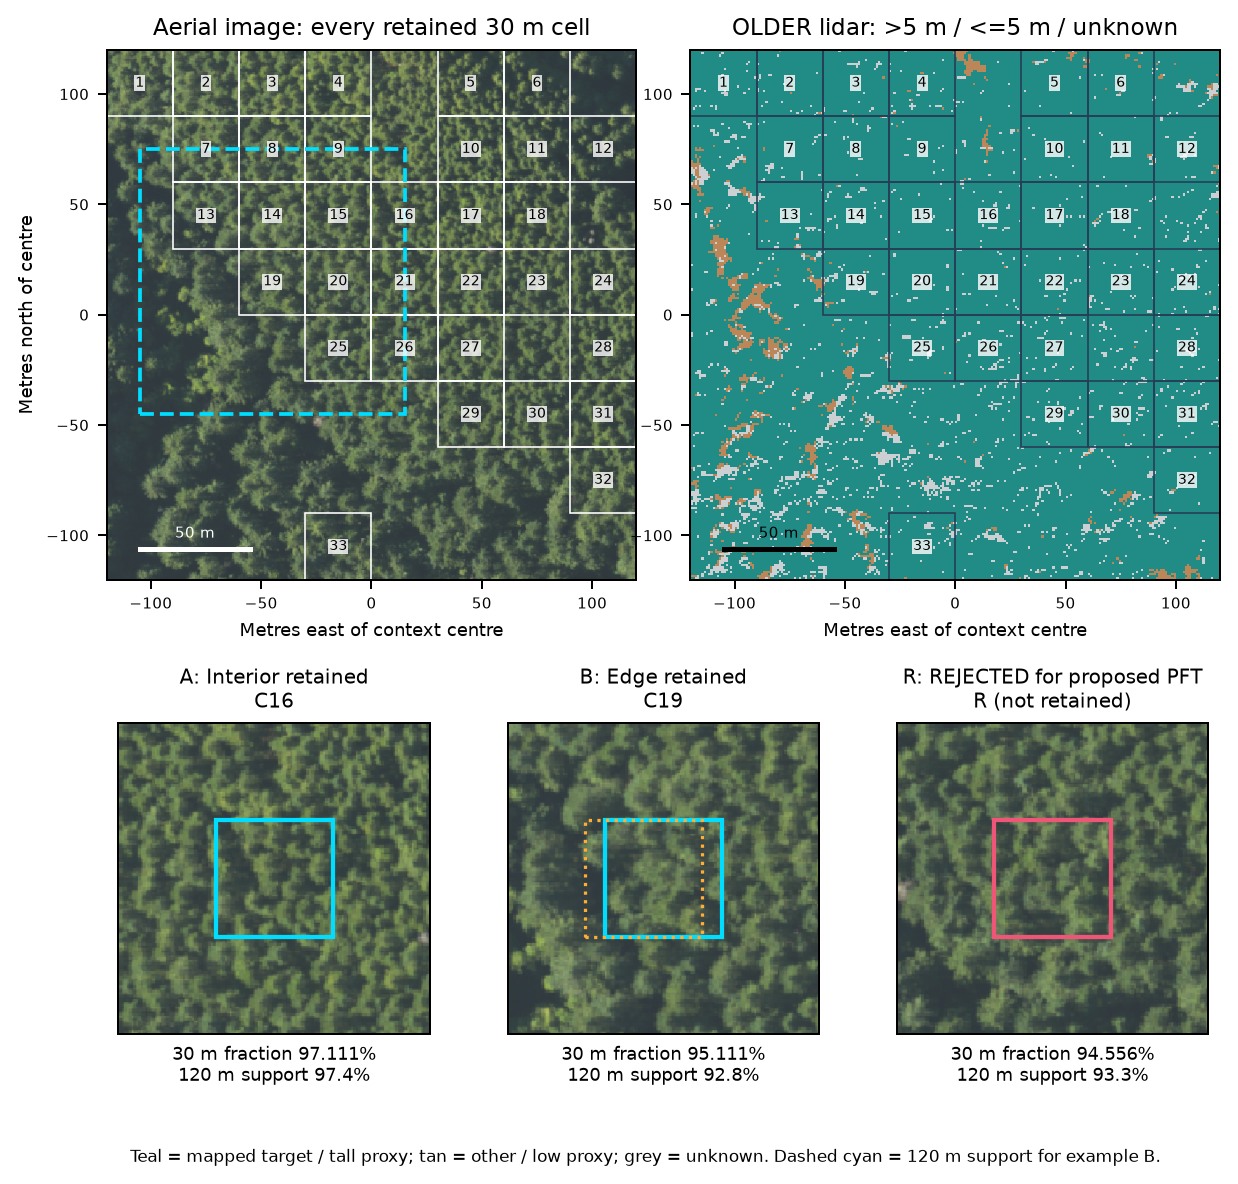 Aerial image: every retained 30 m cell
OLDER lidar: >5 m / <=5 m / unknown
1 2 3 4 5 6
7 8 9 10 11 12
13 14 15 16 17 18
19 20 21 22 23 24
25 26 27 28
29 30 31
32
33
50 m
100
50
0
−50
−100
Metres north of centre
−100 −50 0 50 100
Metres east of context centre
1 2 3 4 5 6
7 8 9 10 11 12
13 14 15 16 17 18
19 20 21 22 23 24
25 26 27 28
29 30 31
32
33
50 m
100
50
0
−50
−100
−100 −50 0 50 100
Metres east of context centre
A: Interior retained
C16
B: Edge retained
C19
R: REJECTED for proposed PFT
R (not retained)
30 m fraction 97.111%
120 m support 97.4%
30 m fraction 95.111%
120 m support 92.8%
30 m fraction 94.556%
120 m support 93.3%
Teal = mapped target / tall proxy; tan = other / low proxy; grey = unknown. Dashed cyan = 120 m support for example B.